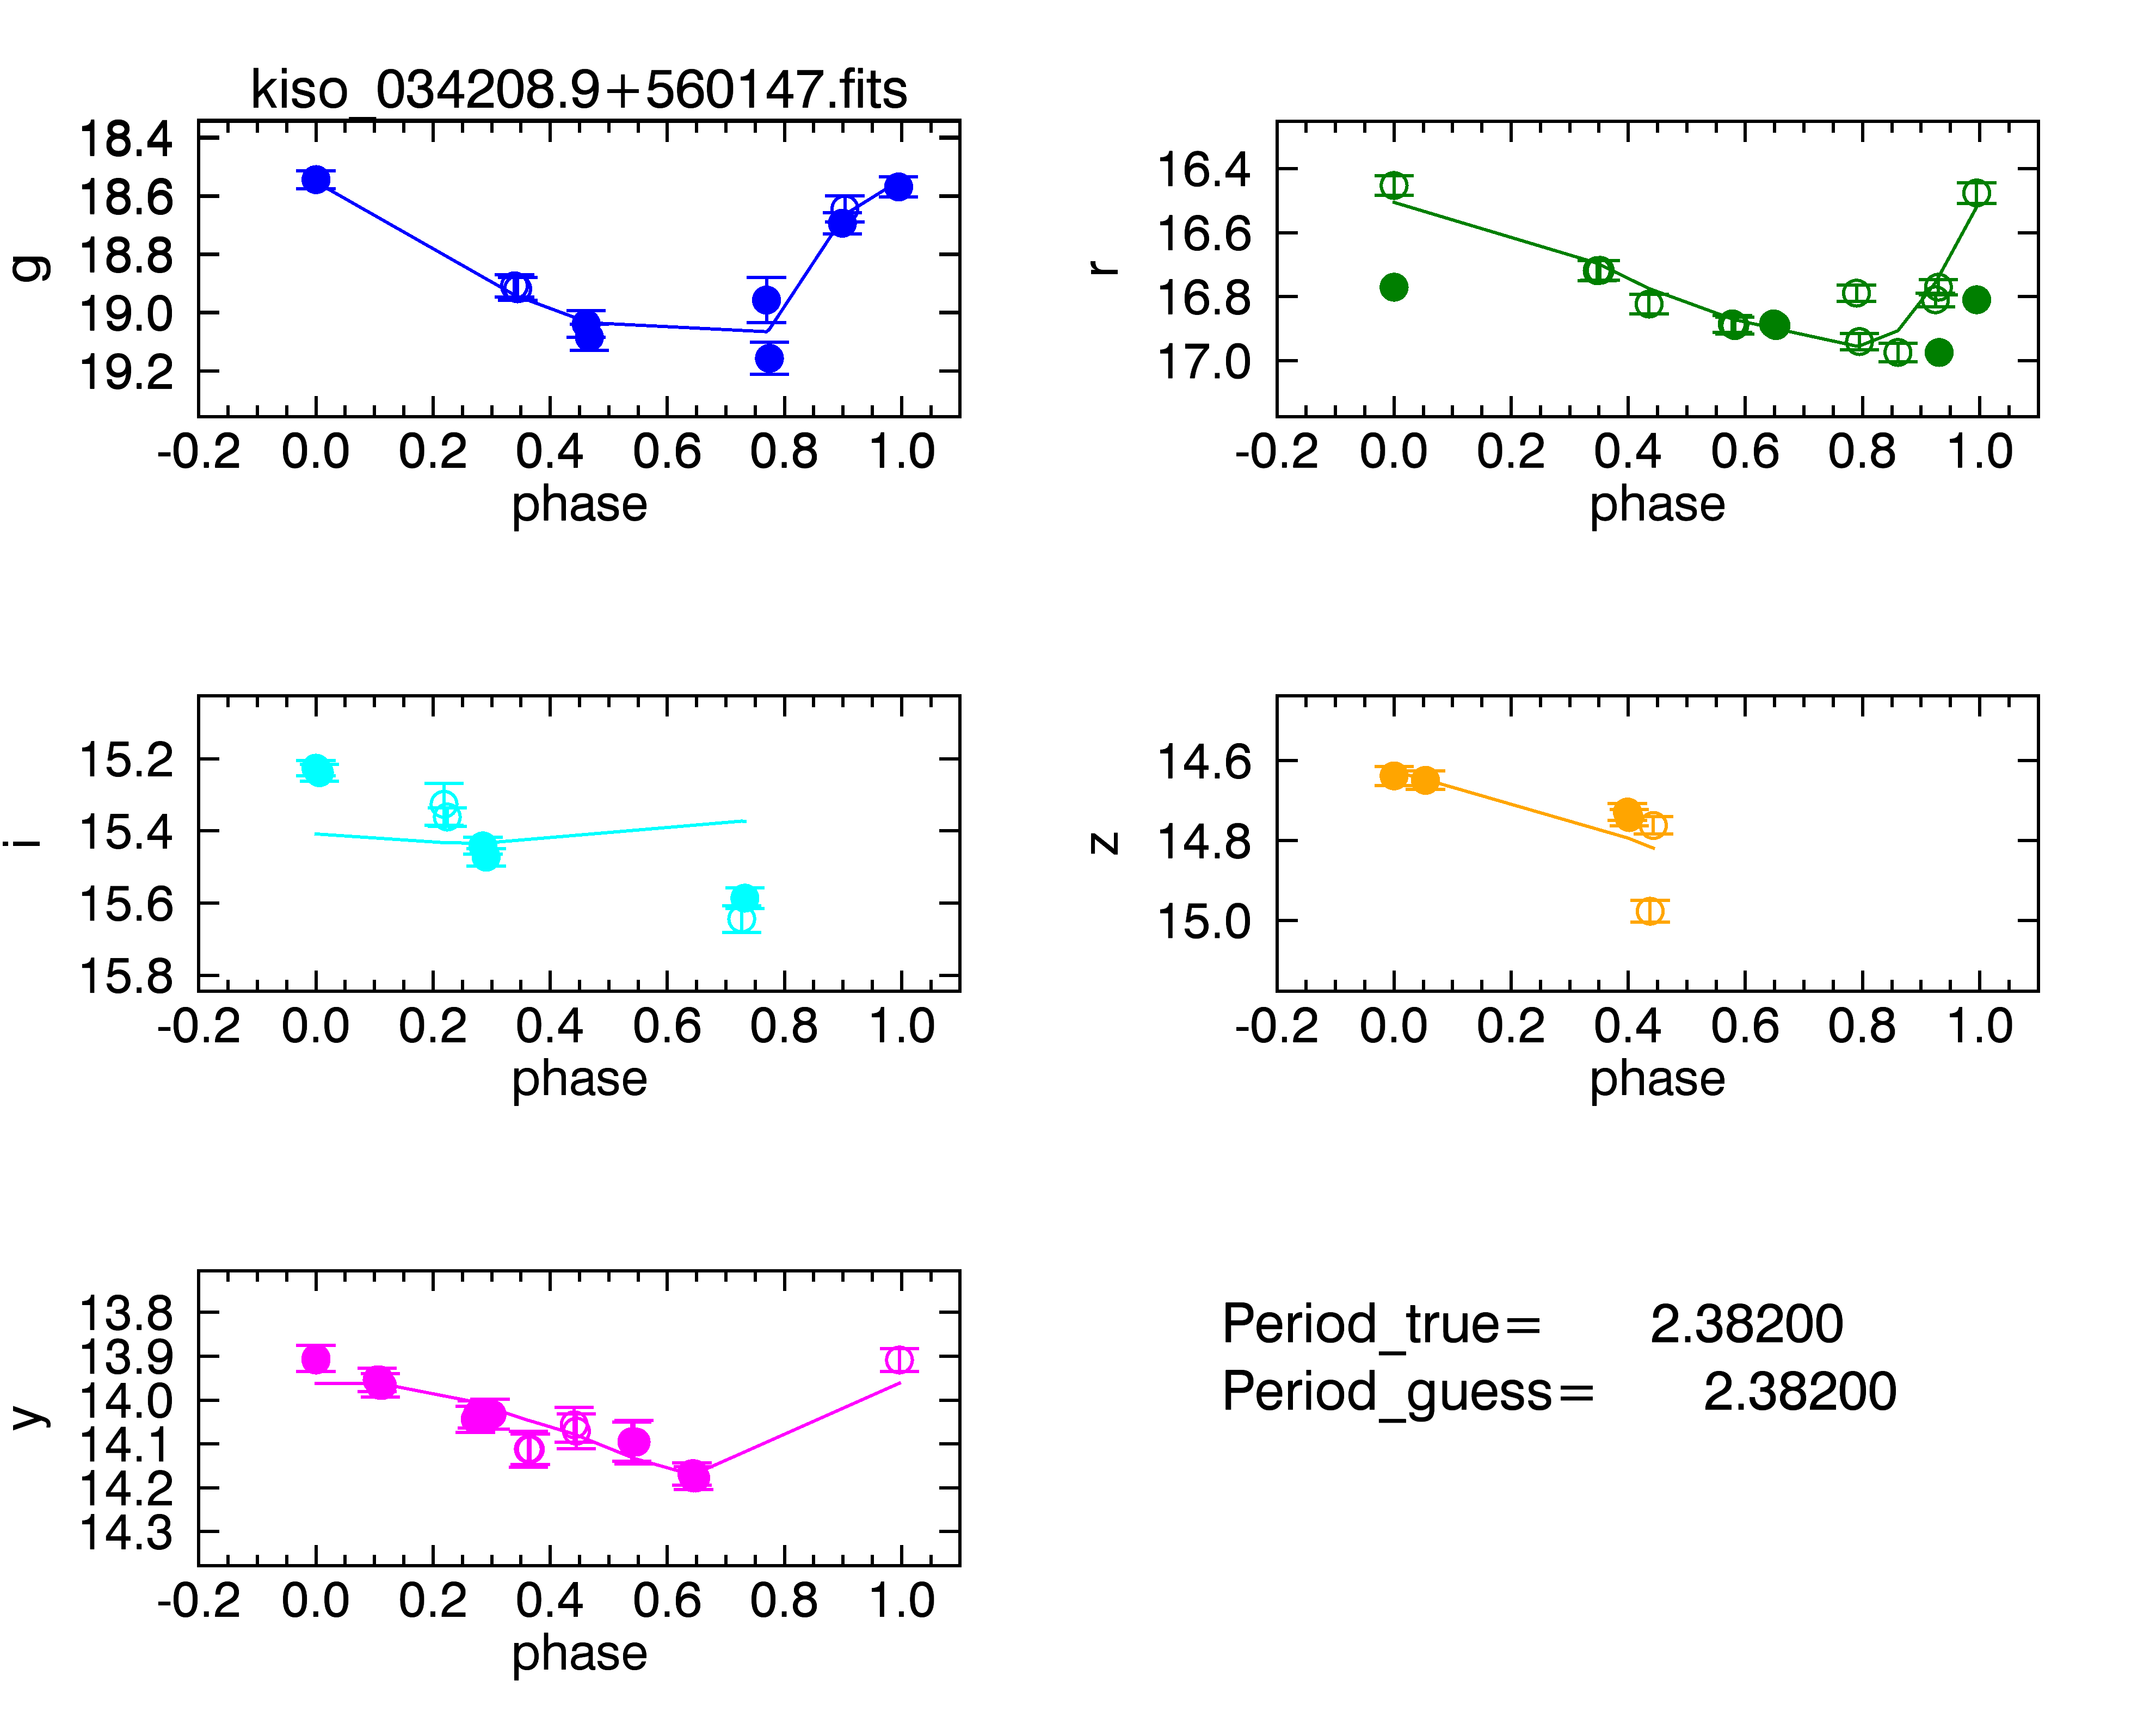 kiso_034208.9+560147.fits
g
18.4
18.6
18.8
19.0
19.2
-0.2 0.0 0.2 0.4 0.6 0.8 1.0
phase
r
16.4
16.6
16.8
17.0
-0.2 0.0 0.2 0.4 0.6 0.8 1.0
phase
i
15.2
15.4
15.6
15.8
-0.2 0.0 0.2 0.4 0.6 0.8 1.0
phase
z
14.6
14.8
15.0
-0.2 0.0 0.2 0.4 0.6 0.8 1.0
phase
y
13.8
13.9
14.0
14.1
14.2
14.3
-0.2 0.0 0.2 0.4 0.6 0.8 1.0
phase
Period_true= 2.38200
Period_guess= 2.38200